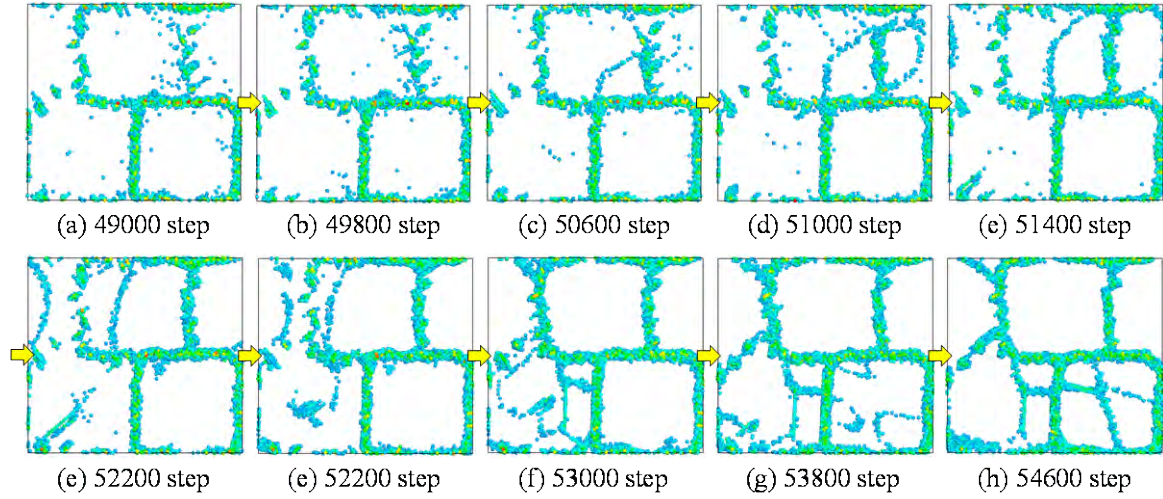 (a) 49000 step
(b) 49800 step
(c) 50600 step
(d) 51000 step
(e) 51400 step
(e) 52200 step
(e) 52200 step
(f) 53000 step
(g) 53800 step
(h) 54600 step